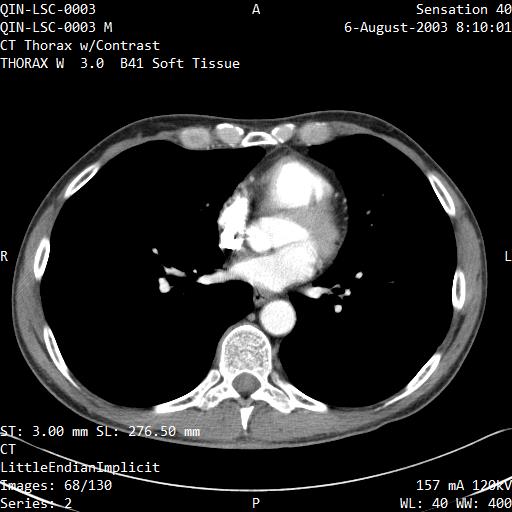 QIN-LSC-0003
A
Sensation 40
QIN-LSC-0003 M
6-August-2003 8:10:01
CT Thorax w/Contrast
THORAX W  3.0  B41 Soft Tissue
R
L
ST: 3.00 mm SL: 276.50 mm
CT
LittleEndianImplicit
Images: 68/130
157 mA 120kV
Series: 2
P
WL: 40 WW: 400